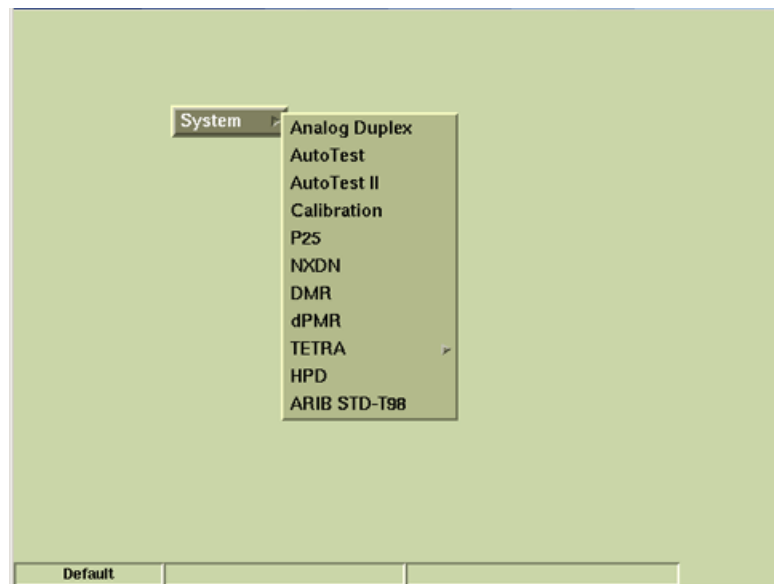 System
Analog Duplex
AutoTest
AutoTest II
Calibration
P25
NXDN
DMR
dPMR
TETRA
HPD
ARIB STD-T98
Default